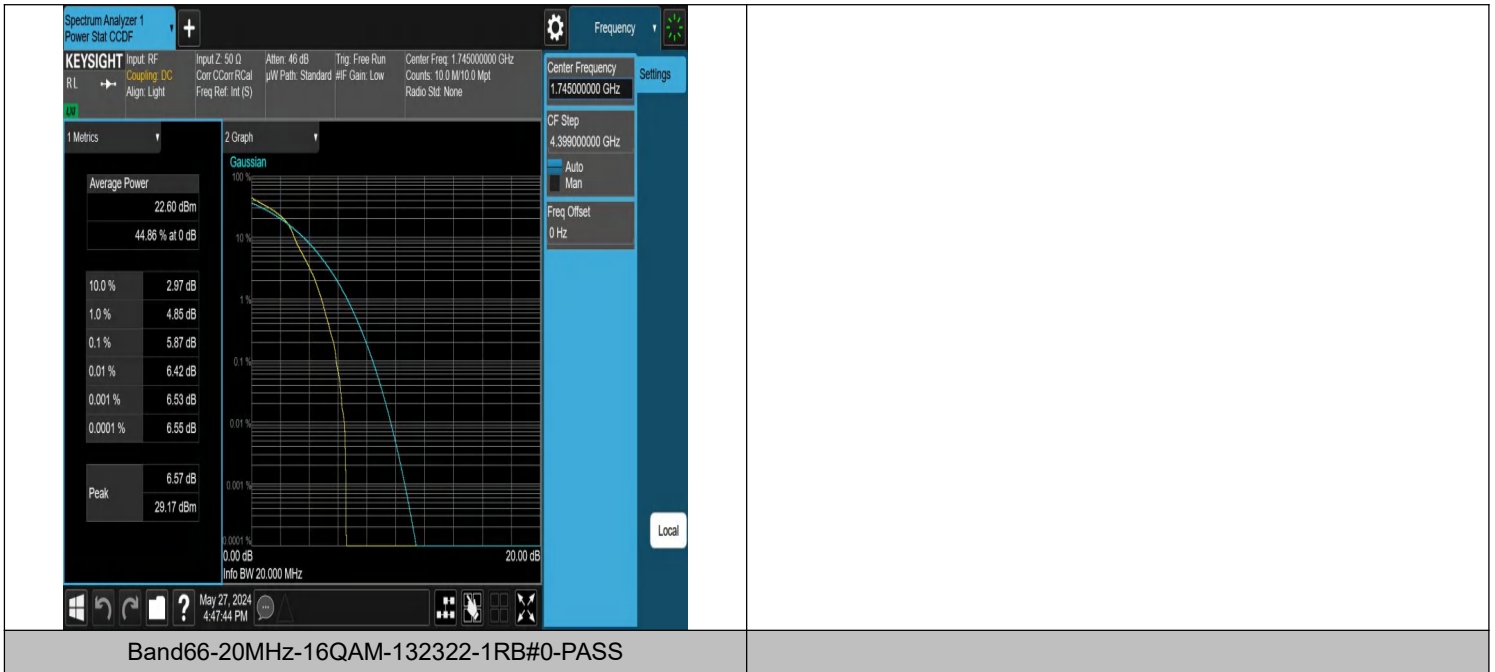 Spectrum Analyzer 1
Power Stat CCDF
+
Frequency
KEYSIGHT
RL
Input: RF
Coupling: DC
Align: Light
Input Z: 50 Ω
Corr CCorr RCal
Freq Ref: Int (S)
Atten: 46 dB
µW Path: Standard
Trig: Free Run
#IF Gain: Low
Center Freq: 1.745000000 GHz
Counts: 10.0 M/10.0 Mpt
Radio Std: None
Center Frequency
1.745000000 GHz
Settings
CF Step
4.399000000 GHz
Auto
Man
Freq Offset
0 Hz
1 Metrics
Average Power
22.60 dBm
44.86 % at 0 dB
10.0 % 2.97 dB
1.0 % 4.85 dB
0.1 % 5.87 dB
0.01 % 6.42 dB
0.001 % 6.53 dB
0.0001 % 6.55 dB
Peak
6.57 dB
29.17 dBm
2 Graph
Gaussian
100 %
10 %
1 %
0.1 %
0.01 %
0.001 %
0.0001 %
0.00 dB 20.00 dB
Info BW 20.000 MHz
Local
?
May 27, 2024
4:47:44 PM
Band66-20MHz-16QAM-132322-1RB#0-PASS